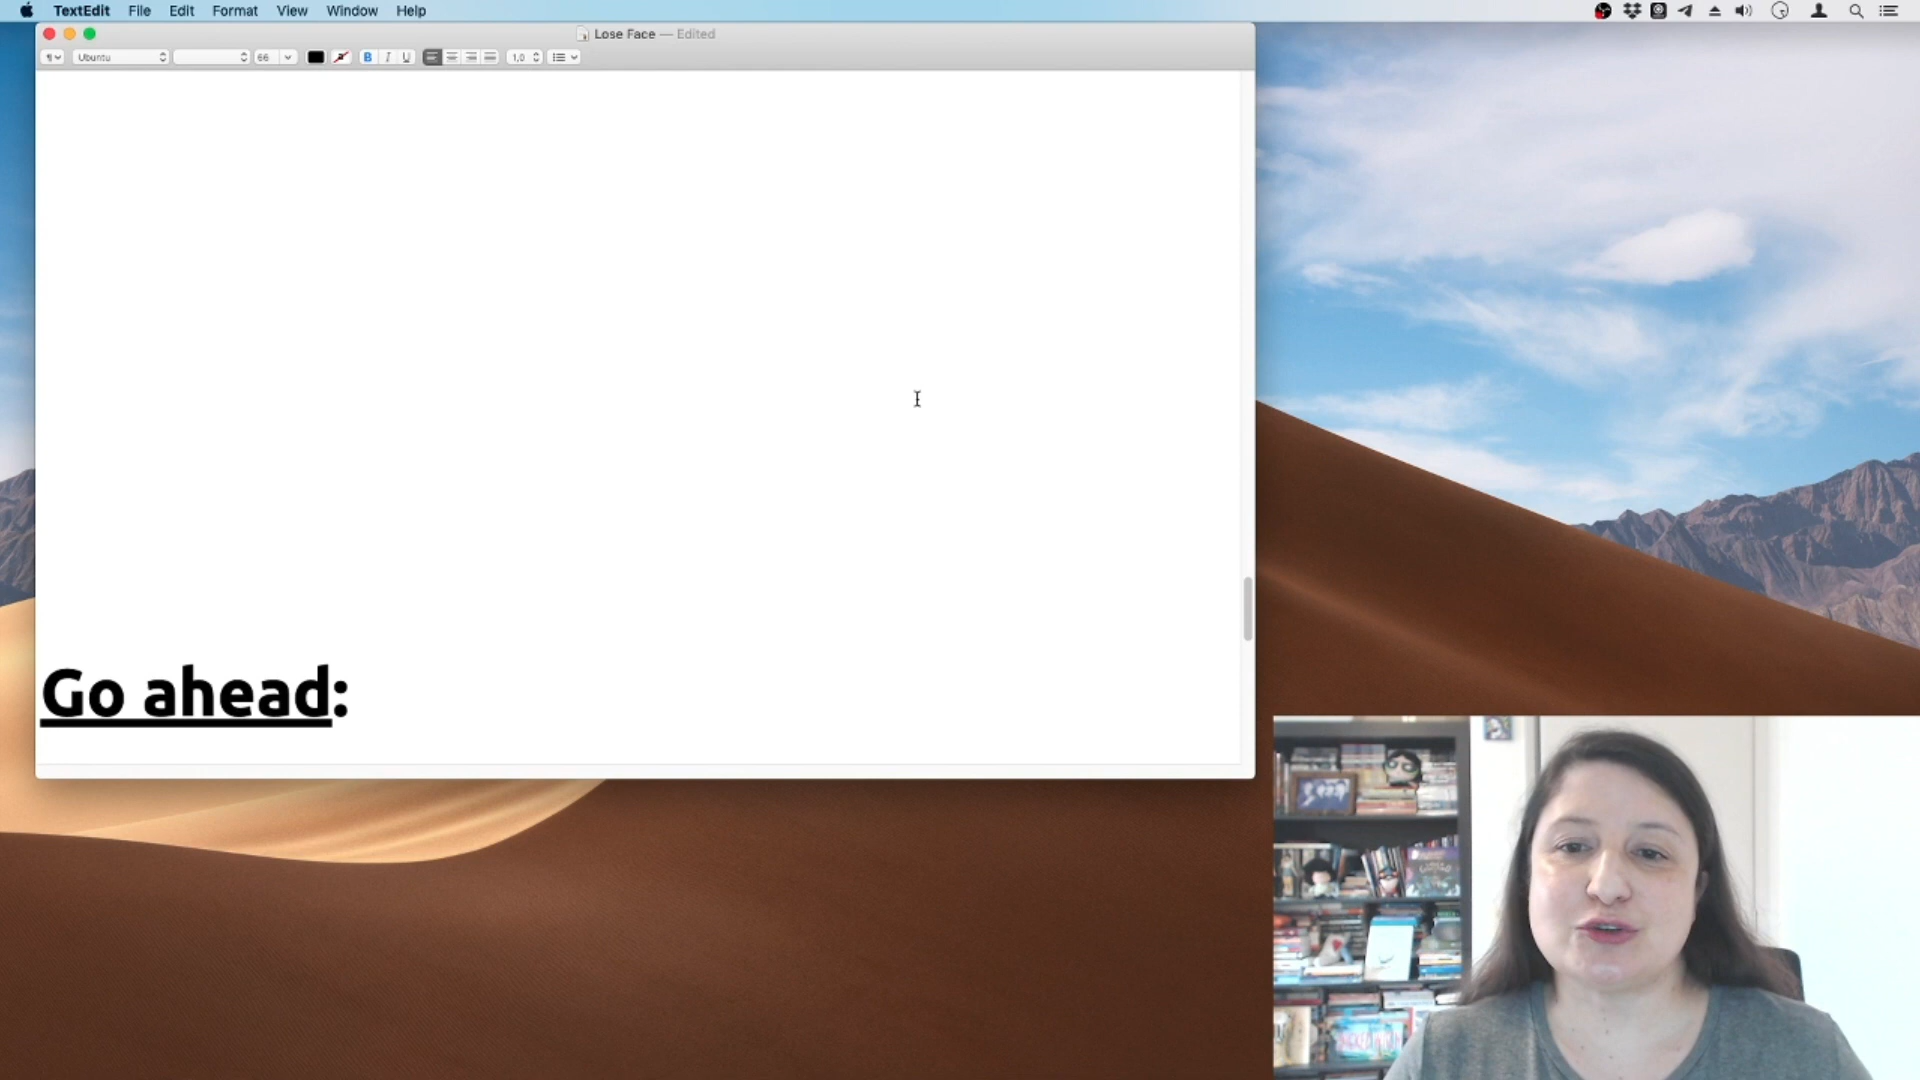 TextEdit File Edit Format View Window Help
Lose Face — Edited
Ubuntu 66 B I U 1,0
Go ahead: